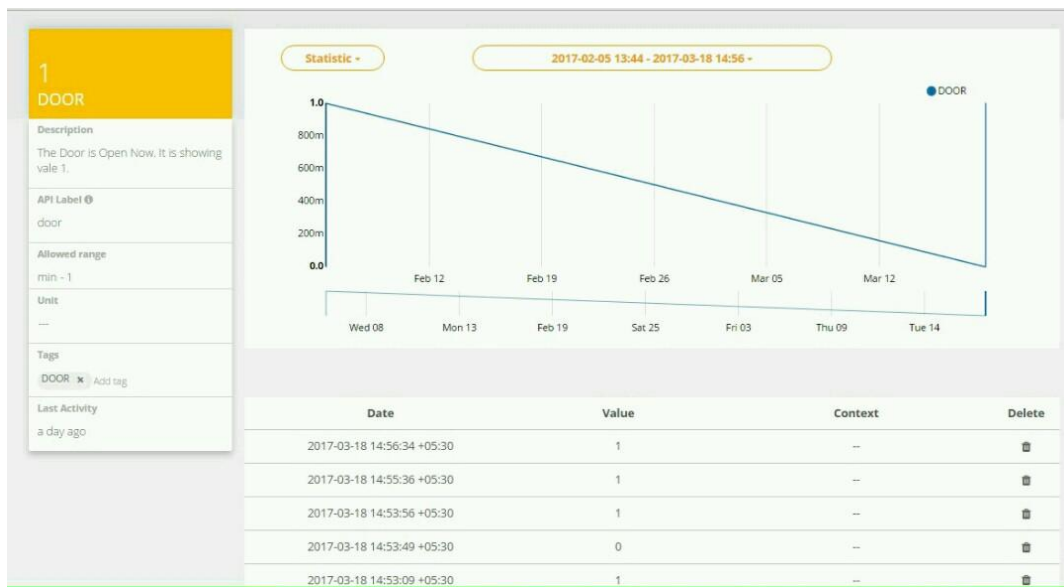 1
DOOR
Description
The Door is Open Now. It is showing
vale 1.
API Label
door
Allowed range
min - 1
Unit
---
Tags
DOOR × Add tag
Last Activity
a day ago
Statistic
2017-02-05 13:44 - 2017-03-18 14:56
DOOR
1.0
800m
600m
400m
200m
0.0
Feb 12 Feb 19 Feb 26 Mar 05 Mar 12
Wed 08 Mon 13 Feb 19 Sat 25 Fri 03 Thu 09 Tue 14
Date Value Context Delete
2017-03-18 14:56:34 +05:30 1 --
2017-03-18 14:55:36 +05:30 1 --
2017-03-18 14:53:56 +05:30 1 --
2017-03-18 14:53:49 +05:30 0 --
2017-03-18 14:53:09 +05:30 1 --